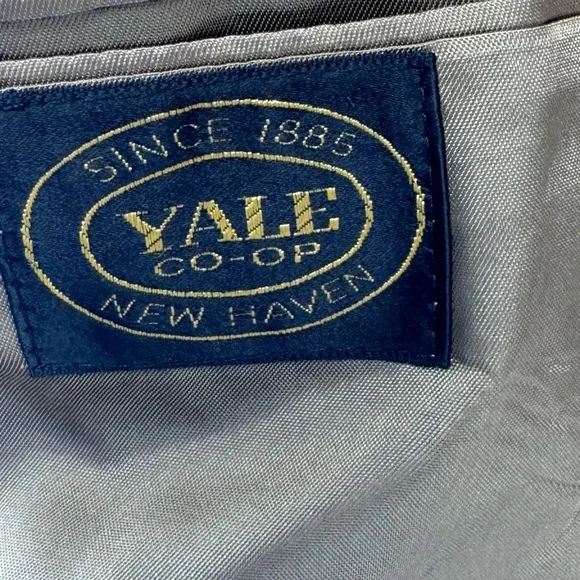 SINCE 1885
YALE
CO-OP
NEW HAVEN